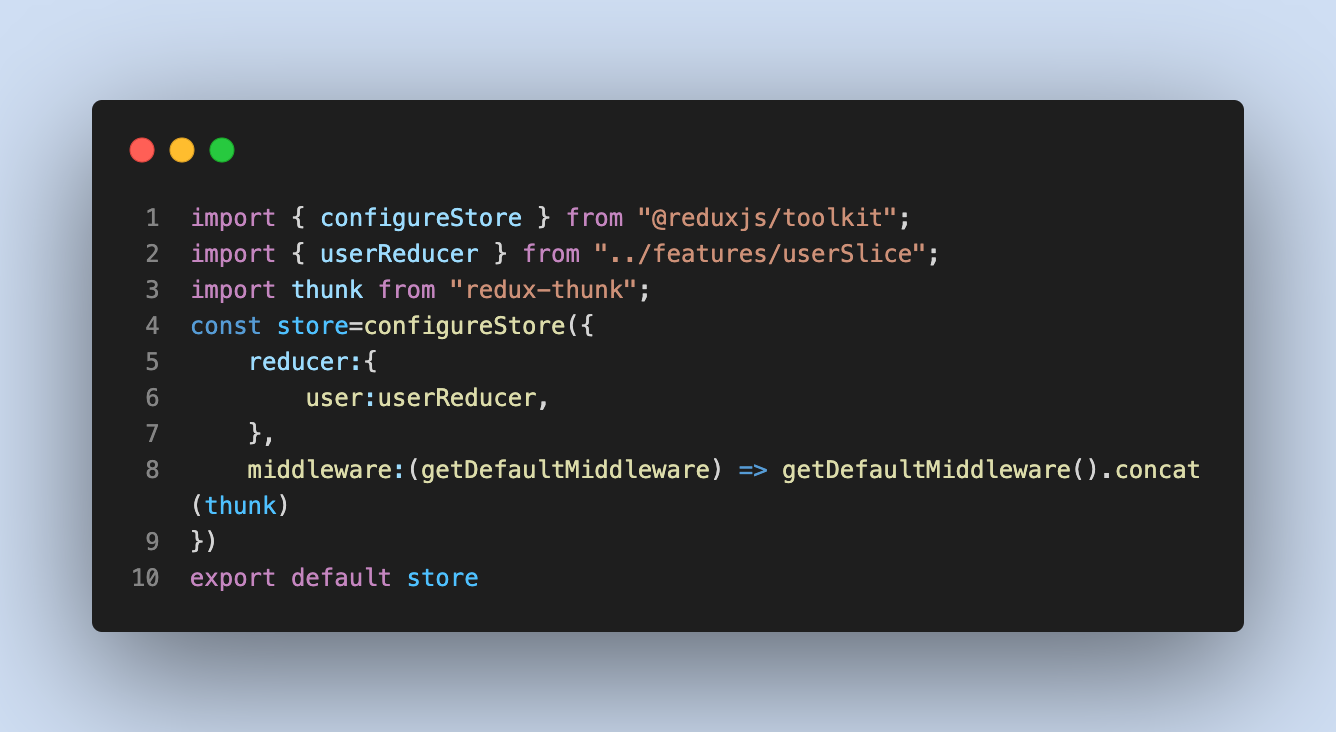 1 import { configureStore } from "@reduxjs/toolkit";
2 import { userReducer } from "../features/userSlice";
3 import thunk from "redux-thunk";
4 const store=configureStore({
5     reducer:{
6         user:userReducer,
7     },
8     middleware:(getDefaultMiddleware) => getDefaultMiddleware().concat
(thunk)
9 })
10 export default store